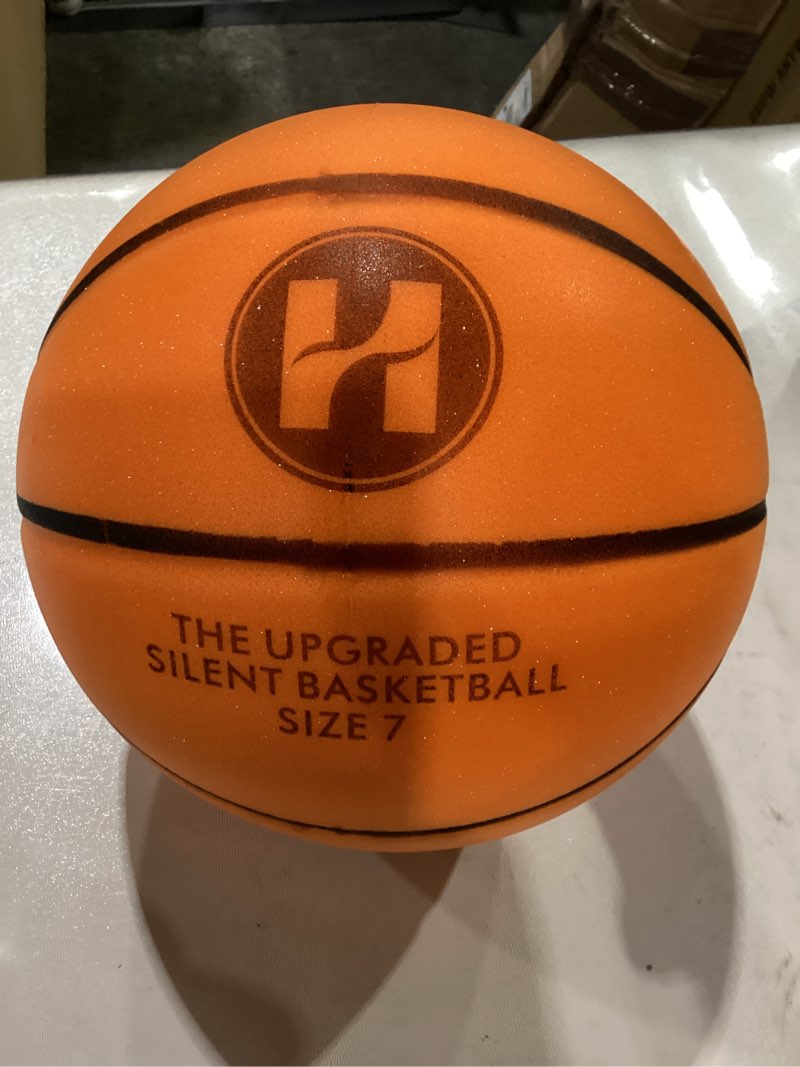 H
THE UPGRADED
SILENT BASKETBALL
SIZE 7